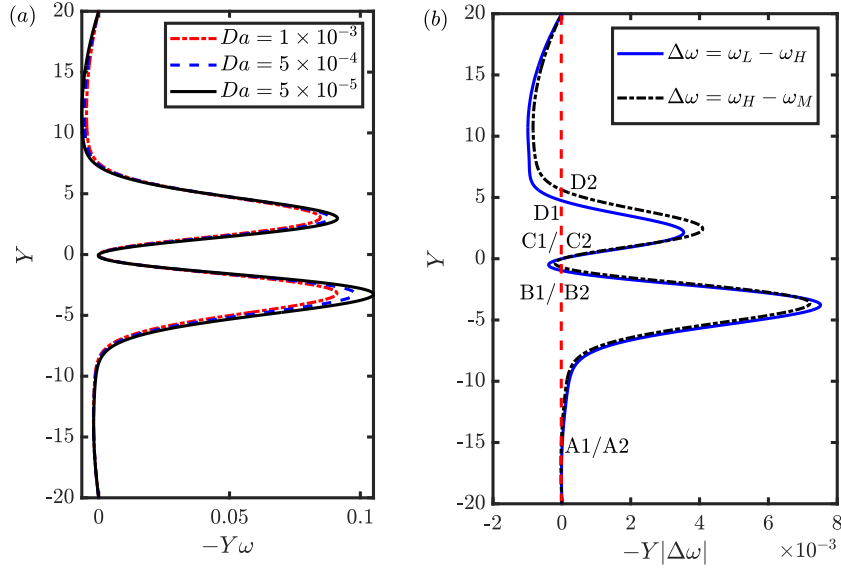 (a)
Da = 1 × 10⁻³
Da = 5 × 10⁻⁴
Da = 5 × 10⁻⁵
20
15
10
5
0
-5
-10
-15
-20
Y
0
0.05
0.1
−Yω
(b)
Δω = ω_L − ω_H
Δω = ω_H − ω_M
20
15
10
5
0
-5
-10
-15
-20
Y
D2
D1
C1/ C2
B1/ B2
A1/A2
-2
0
2
4
6
8
−Y|Δω|
×10⁻³